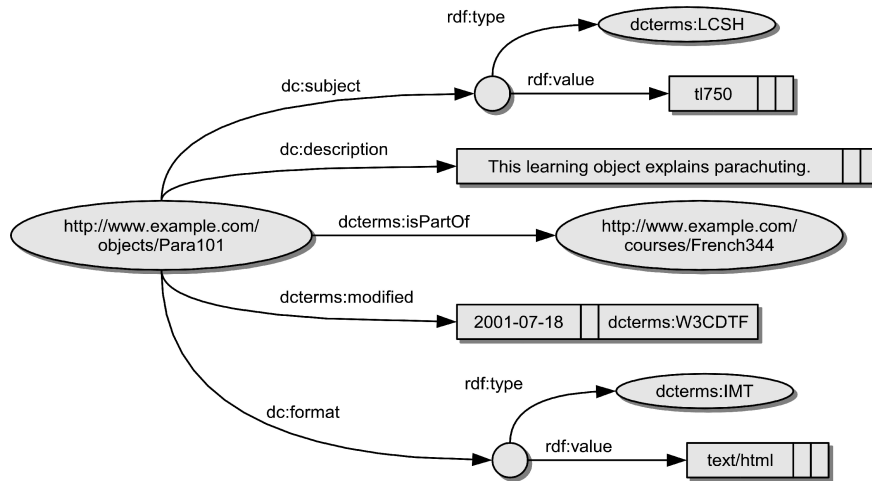 rdf:type
dcterms:LCSH
dc:subject
rdf:value
tl750
dc:description
This learning object explains parachuting.
http://www.example.com/
objects/Para101
dcterms:isPartOf
http://www.example.com/
courses/French344
dcterms:modified
2001-07-18
dcterms:W3CDTF
rdf:type
dcterms:IMT
dc:format
rdf:value
text/html